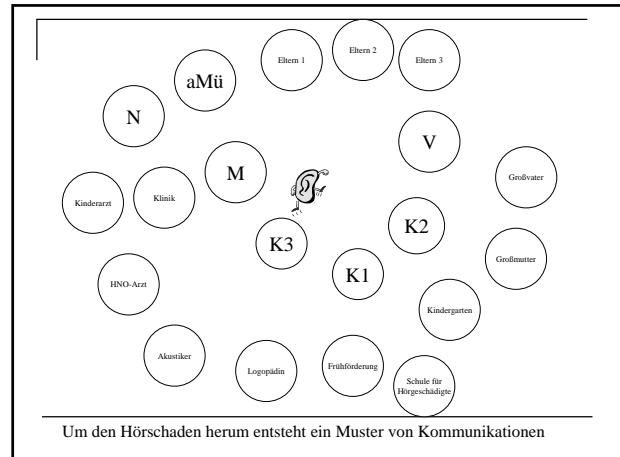 Eltern 1
Eltern 2
Eltern 3
aMü
N
V
M
Großvater
Kinderarzt
Klinik
K3
K2
K1
Großmutter
HNO-Arzt
Kindergarten
Akustiker
Logopädin
Frühförderung
Schule für
Hörgeschädigte
Um den Hörschaden herum entsteht ein Muster von Kommunikationen